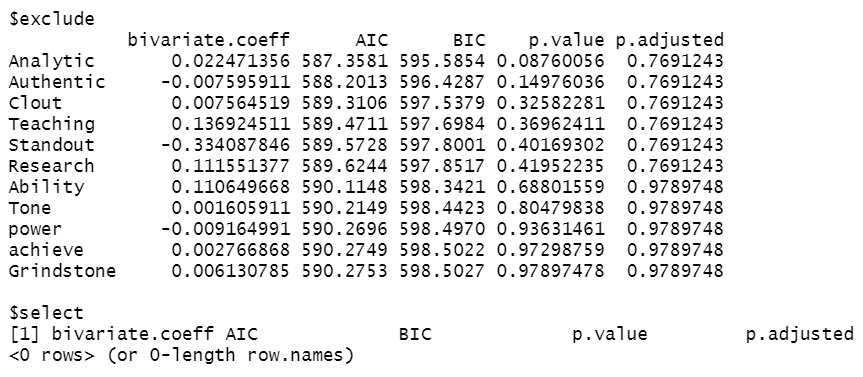 $exclude
bivariate.coeff AIC BIC p.value p.adjusted
Analytic 0.022471356 587.3581 595.5854 0.08760056 0.7691243
Authentic -0.007595911 588.2013 596.4287 0.14976036 0.7691243
Clout 0.007564519 589.3106 597.5379 0.32582281 0.7691243
Teaching 0.136924511 589.4711 597.6984 0.36962411 0.7691243
Standout -0.334087846 589.5728 597.8001 0.40169302 0.7691243
Research 0.111551377 589.6244 597.8517 0.41952235 0.7691243
Ability 0.110649668 590.1148 598.3421 0.68801559 0.9789748
Tone 0.001605911 590.2149 598.4423 0.80479838 0.9789748
power -0.009164991 590.2696 598.4970 0.93631461 0.9789748
achieve 0.002766868 590.2749 598.5022 0.97298759 0.9789748
Grindstone 0.006130785 590.2753 598.5027 0.97897478 0.9789748
$select
[1] bivariate.coeff AIC BIC p.value p.adjusted
<0 rows> (or 0-length row.names)